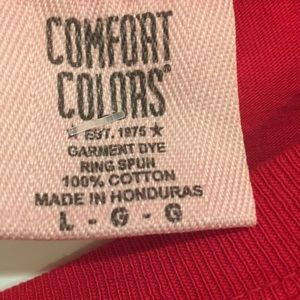 COMFORT
COLORS®
★ EST. 1975 ★
GARMENT DYE
RING SPUN
100% COTTON
MADE IN HONDURAS
L - G - G